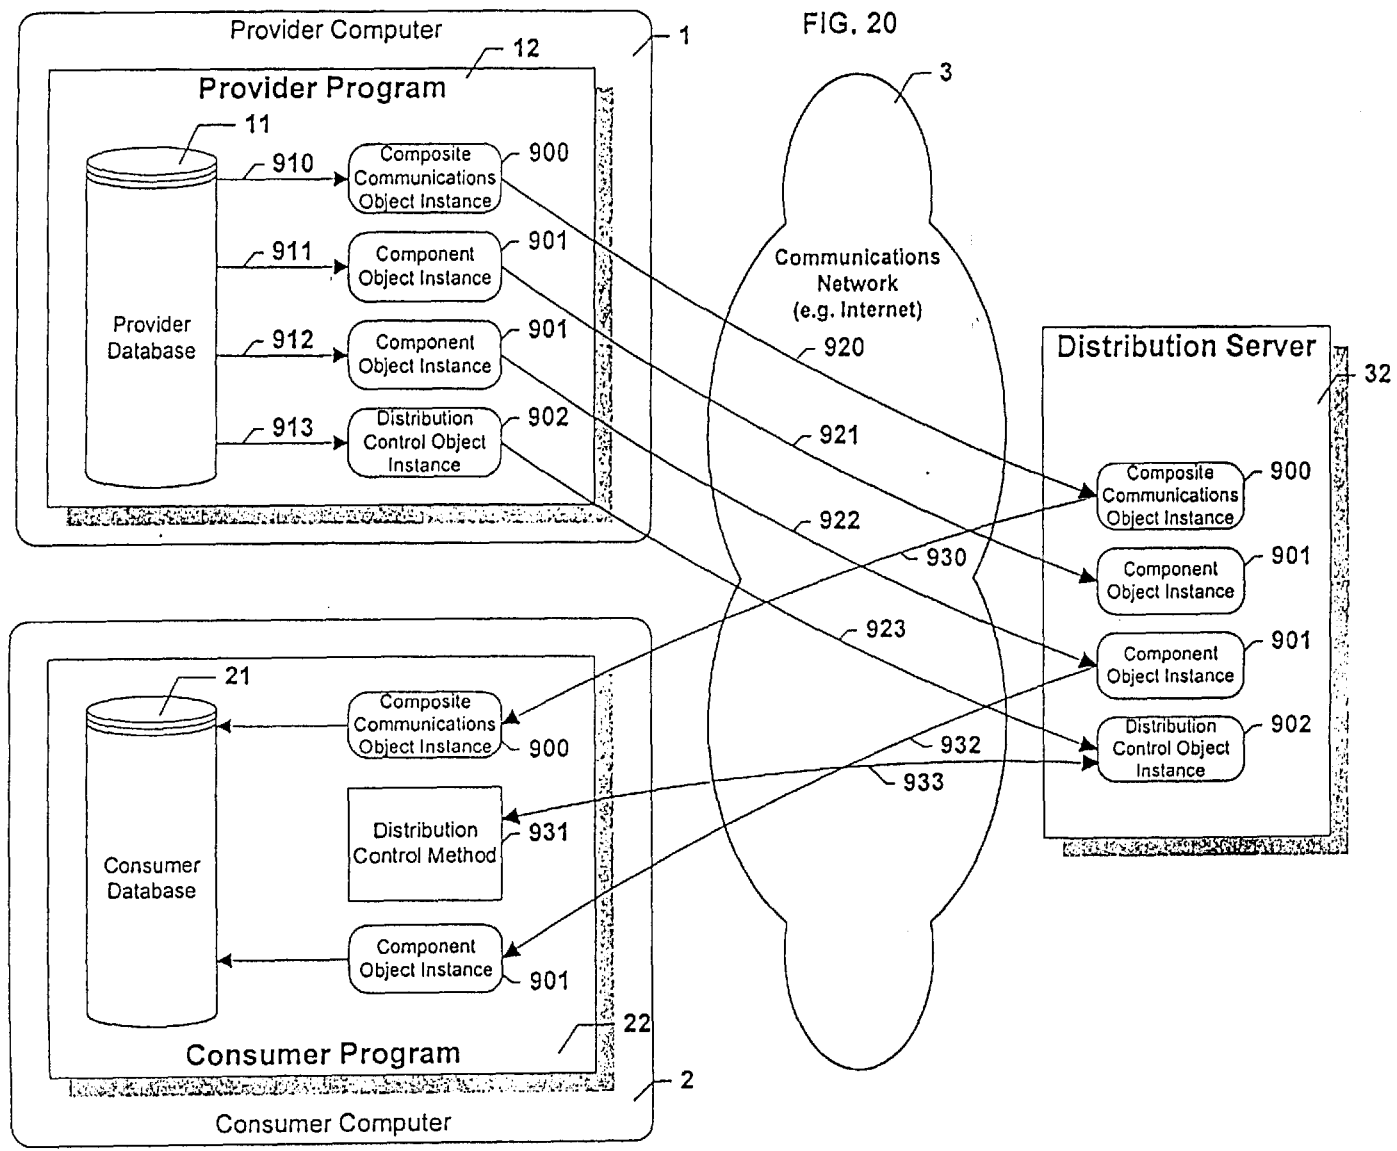 FIG. 20
Provider Computer
1
12
Provider Program
3
11
910
Composite
Communications
Object Instance
900
911
Component
Object Instance
901
Provider
Database
912
Component
Object Instance
901
913
Distribution
Control Object
Instance
902
Communications
Network
(e.g. Internet)
920
921
922
930
923
932
933
Distribution Server
32
Composite
Communications
Object Instance
900
Component
Object Instance
901
Component
Object Instance
901
Distribution
Control Object
Instance
902
21
Composite
Communications
Object Instance
900
Distribution
Control Method
931
Consumer
Database
Component
Object Instance
901
22
Consumer Program
2
Consumer Computer